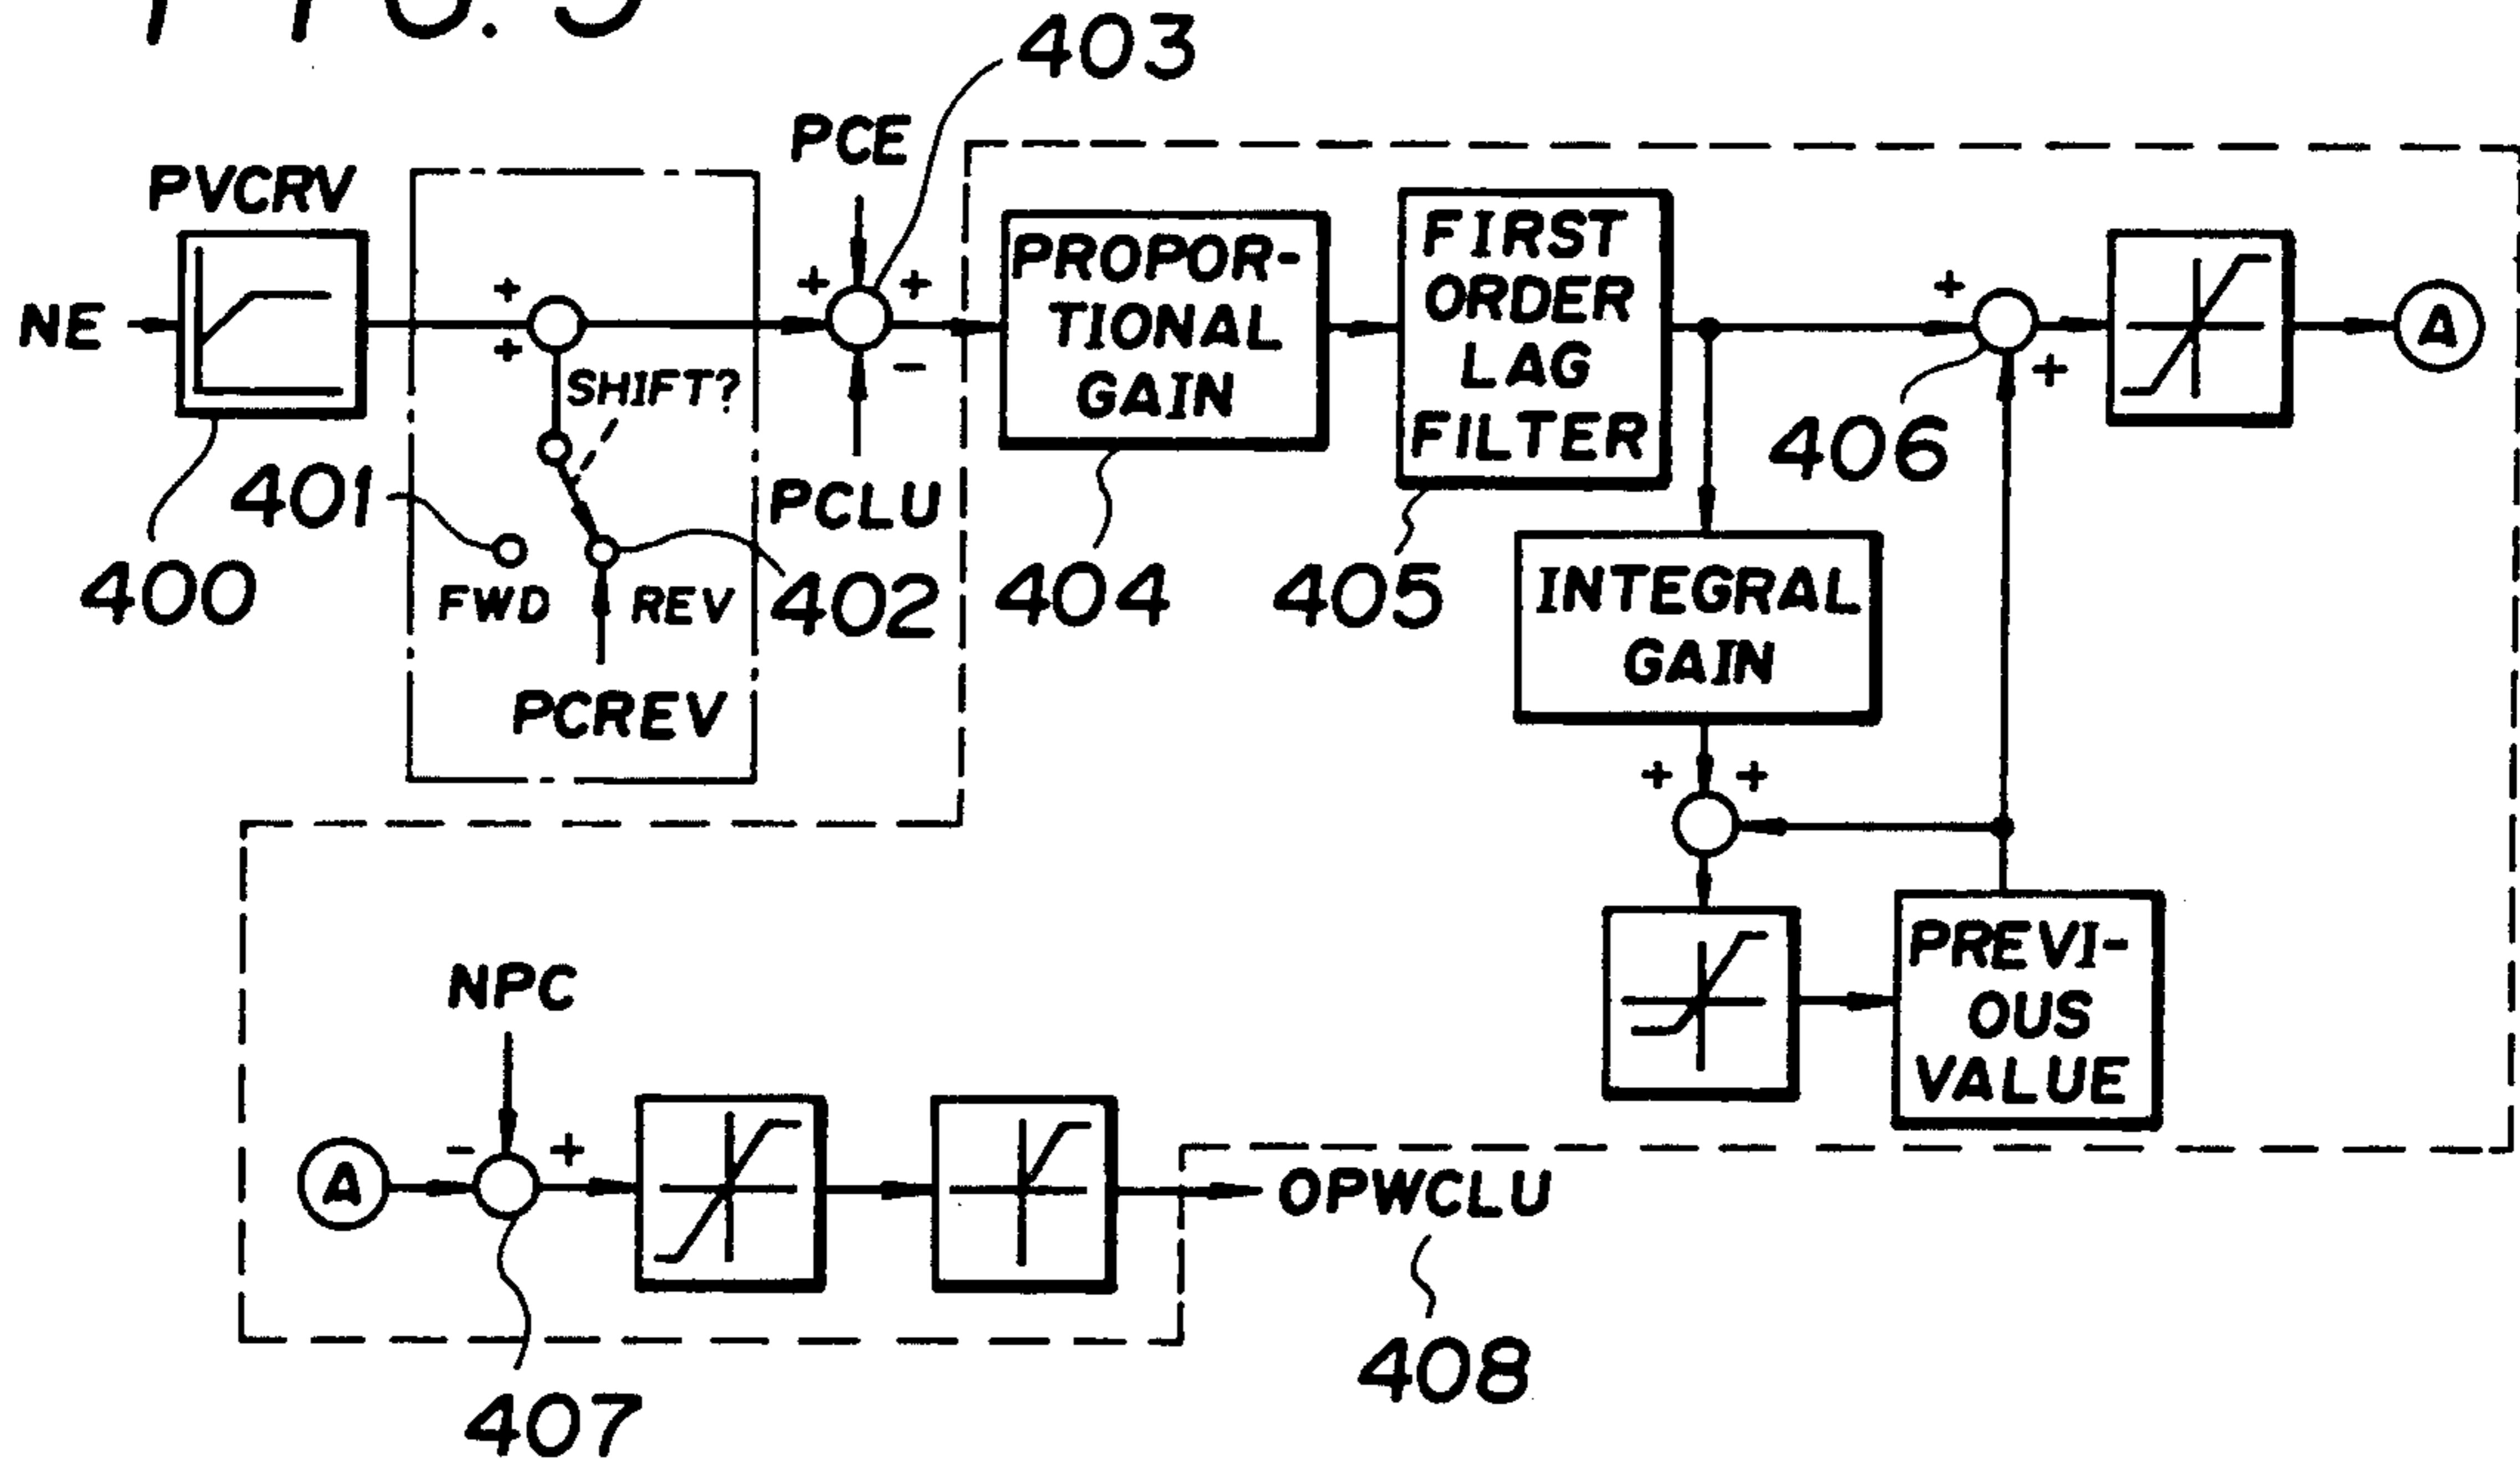 403
PCE
PVCRV
NE
+
+
+
+
-
SHIFT?
PROPOR-
TIONAL
GAIN
FIRST
ORDER
LAG
FILTER
+
+
A
401
400
FWD
REV
PCREV
PCLU
402
404
405
406
INTEGRAL
GAIN
+
+
PREVI-
OUS
VALUE
NPC
A
-
+
OPWCLU
407
408